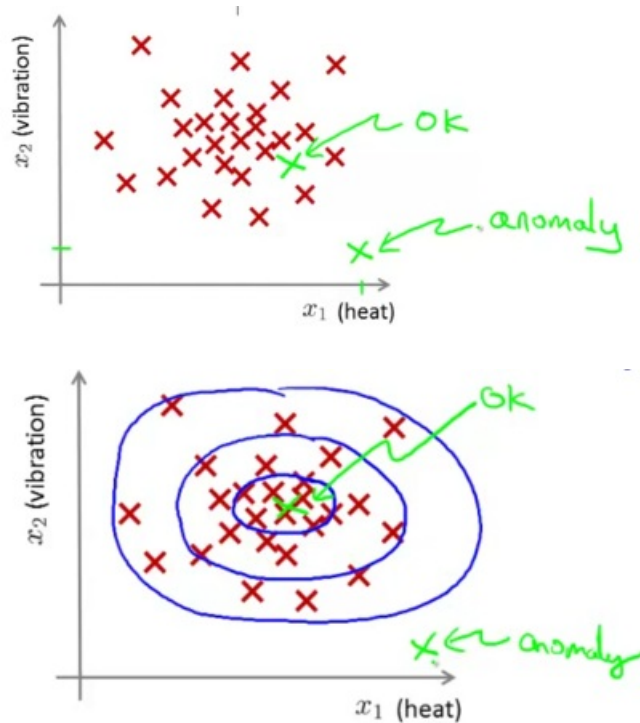 x₂ (vibration)
OK
anomaly
x₁ (heat)
x₂ (vibration)
OK
anomaly
x₁ (heat)